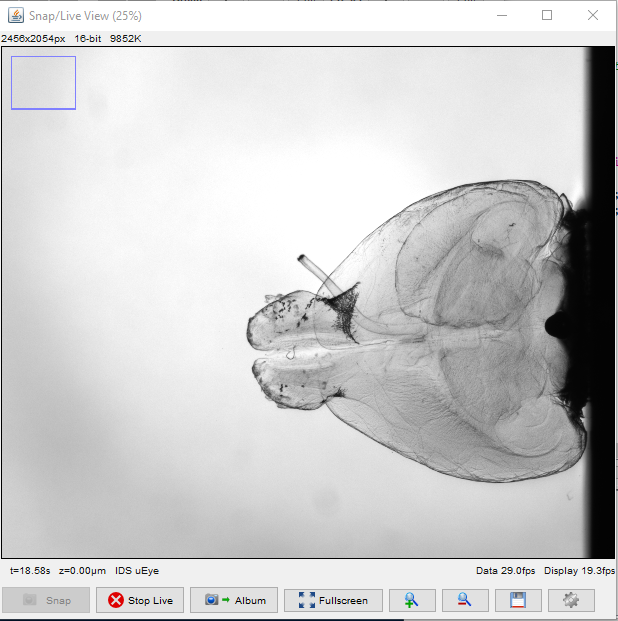 Snap/Live View (25%)
2456x2054px 16-bit 9852K
t=18.58s z=0.00µm IDS uEye
Data 29.0fps Display 19.3fps
Snap
Stop Live
Album
Fullscreen